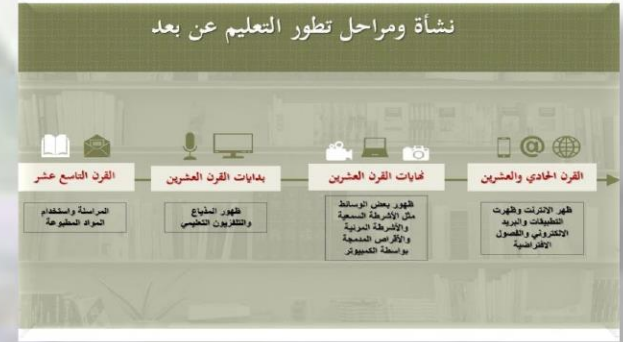 نشأة ومراحل تطور التعليم عن بعد
القرن التاسع عشر
المراسلة واستخدام
المواد المطبوعة
بدايات القرن العشرين
ظهور المذياع
والتلفزيون التعليمي
نهايات القرن العشرين
ظهور بعض الوسائط
مثل الأشرطة السمعية
والأشرطة المرئية
والأقراص المدمجة
بواسطة الكمبيوتر
القرن الحادي والعشرين
ظهر الانترنت وظهرت
التطبيقات والبريد
الالكتروني والفصول
الافتراضية